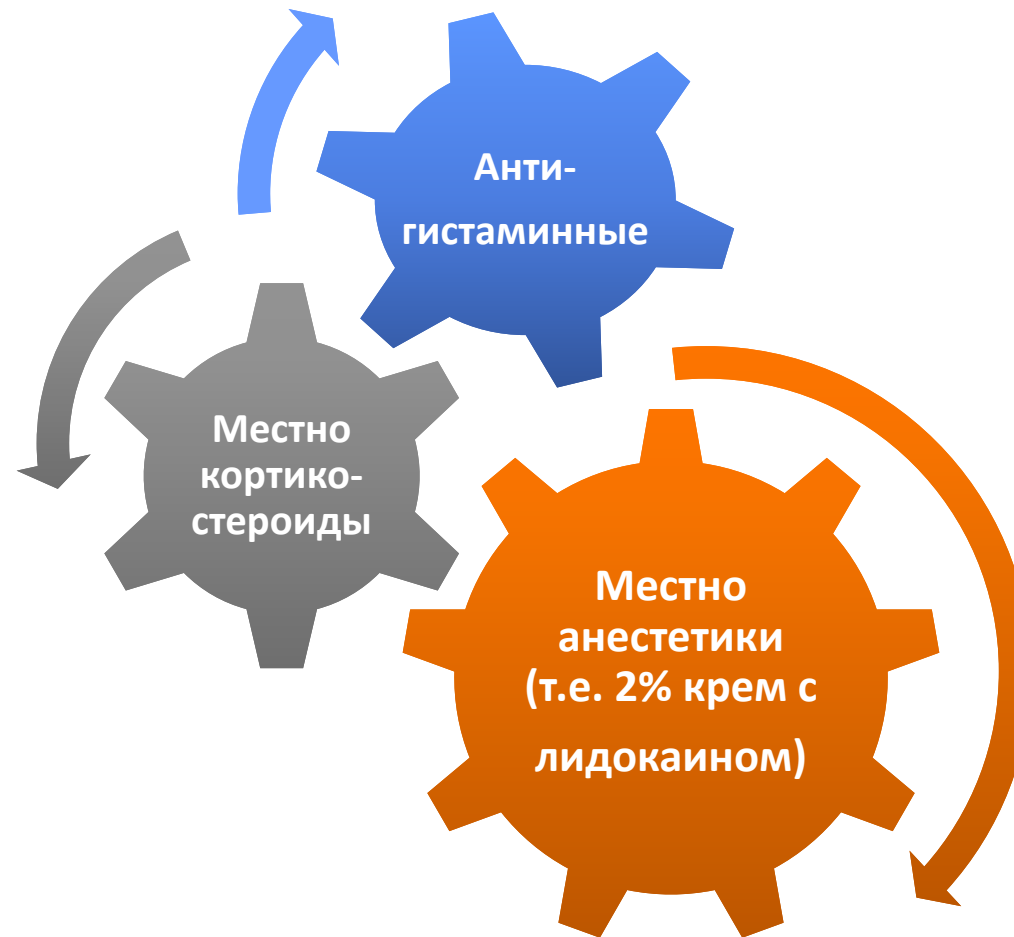 Анти-
гистаминные
Местно
кортико-
стероиды
Местно
анестетики
(т.е. 2% крем с
лидокаином)